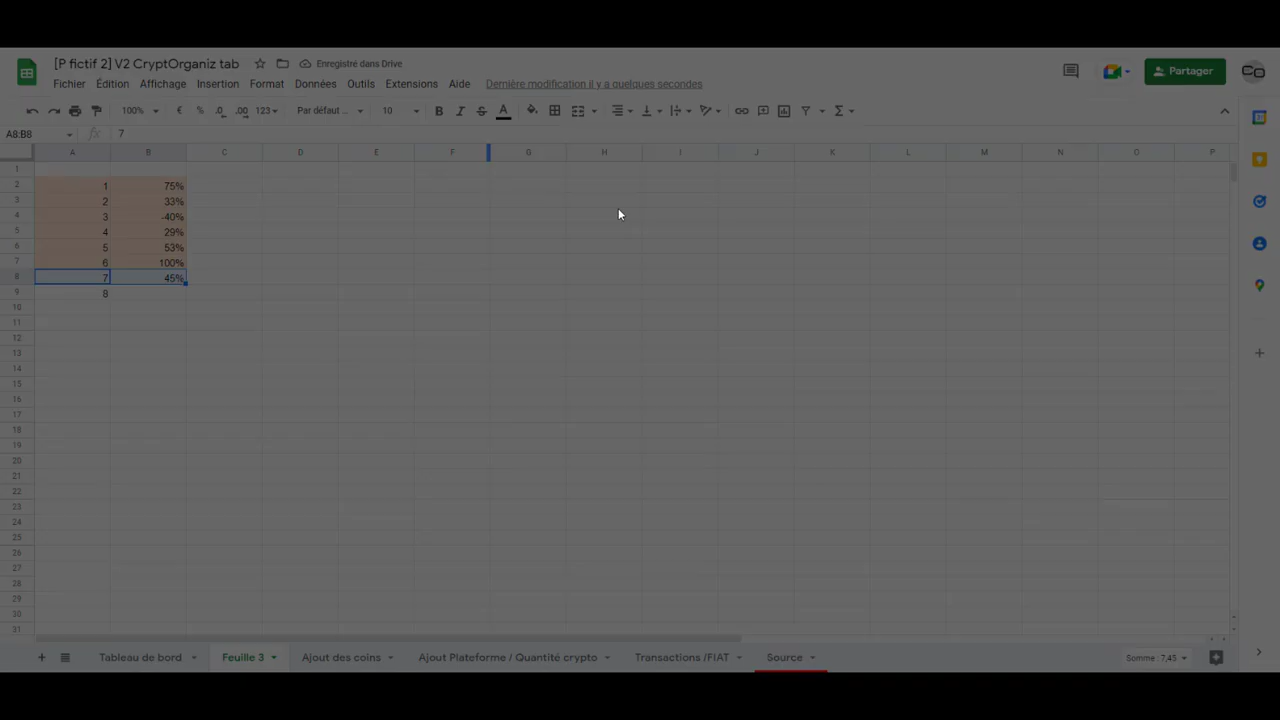 [P fictif 2] V2 CryptOrganiz tab Enregistré dans Drive
Fichier Édition Affichage Insertion Format Données Outils Extensions Aide Dernière modification il y a quelques secondes
Partager
100% € % .0 .00 123 Par défaut ... 10 B I S A
A8:B8 fx 7
A B C D E F G H I J K L M N O P
1
2 1 75%
3 2 33%
4 3 -40%
5 4 29%
6 5 53%
7 6 100%
8 7 45%
9 8
10
11
12
13
14
15
16
17
18
19
20
21
22
23
24
25
26
27
28
29
30
31
Tableau de bord Feuille 3 Ajout des coins Ajout Plateforme / Quantité crypto Transactions /FIAT Source Somme : 7,45